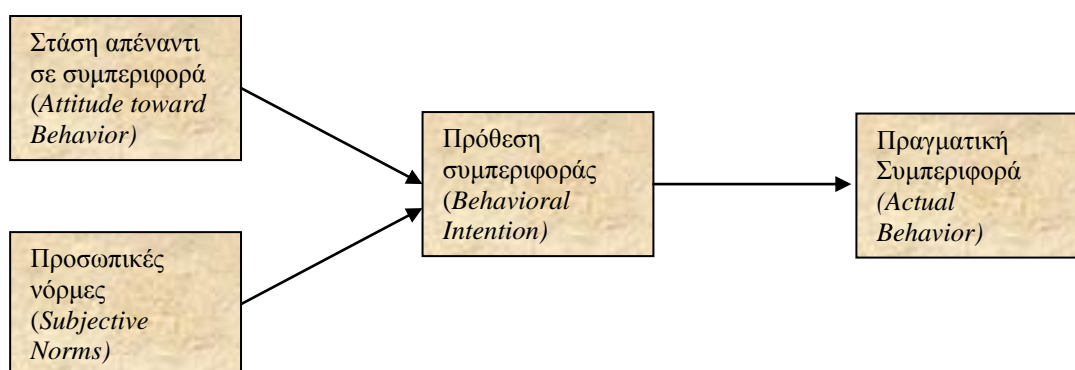 Στάση απέναντι
σε συμπεριφορά
(Attitude toward
Behavior)
Προσωπικές
νόρμες
(Subjective
Norms)
Πρόθεση
συμπεριφοράς
(Behavioral
Intention)
Πραγματική
Συμπεριφορά
(Actual
Behavior)